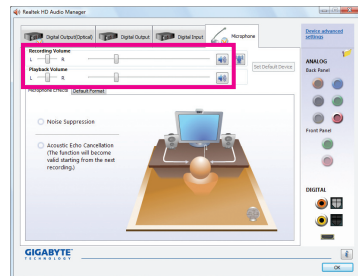 Realtek HD Audio Manager
Digital Output(Optical)
Digital Output
Digital Input
Microphone
Device advanced
settings
Recording Volume
L
R
Set Default Device
Playback Volume
L
R
Microphone Effects
Default Format
Noise Suppression
Acoustic Echo Cancellation
(The function will become
valid starting from the next
recording.)
ANALOG
Back Panel
Front Panel
DIGITAL
GIGABYTE
TECHNOLOGY
OK